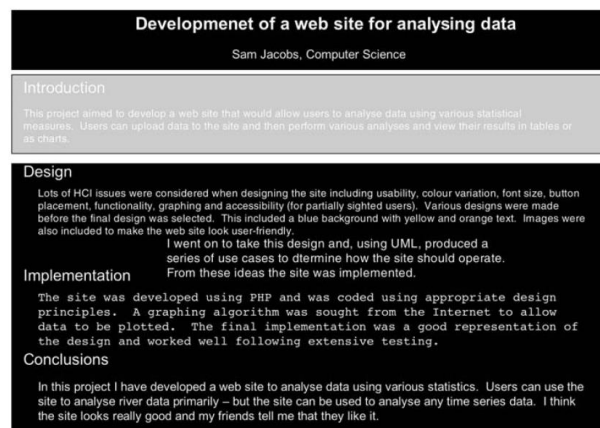 Developmenet of a web site for analysing data
Sam Jacobs, Computer Science
Introduction
This project aimed to develop a web site that would allow users to analyse data using various statistical
measures. Users can upload data to the site and then perform various analyses and view their results in tables or
as charts.
Design
Lots of HCI issues were considered when designing the site including usability, colour variation, font size, button
placement, functionality, graphing and accessibility (for partially sighted users). Various designs were made
before the final design was selected. This included a blue background with yellow and orange text. Images were
also included to make the web site look user-friendly.
I went on to take this design and, using UML, produced a
series of use cases to dtermine how the site should operate.
From these ideas the site was implemented.
Implementation
The site was developed using PHP and was coded using appropriate design
principles. A graphing algorithm was sought from the Internet to allow
data to be plotted. The final implementation was a good representation of
the design and worked well following extensive testing.
Conclusions
In this project I have developed a web site to analyse data using various statistics. Users can use the
site to analyse river data primarily – but the site can be used to analyse any time series data. I think
the site looks really good and my friends tell me that they like it.